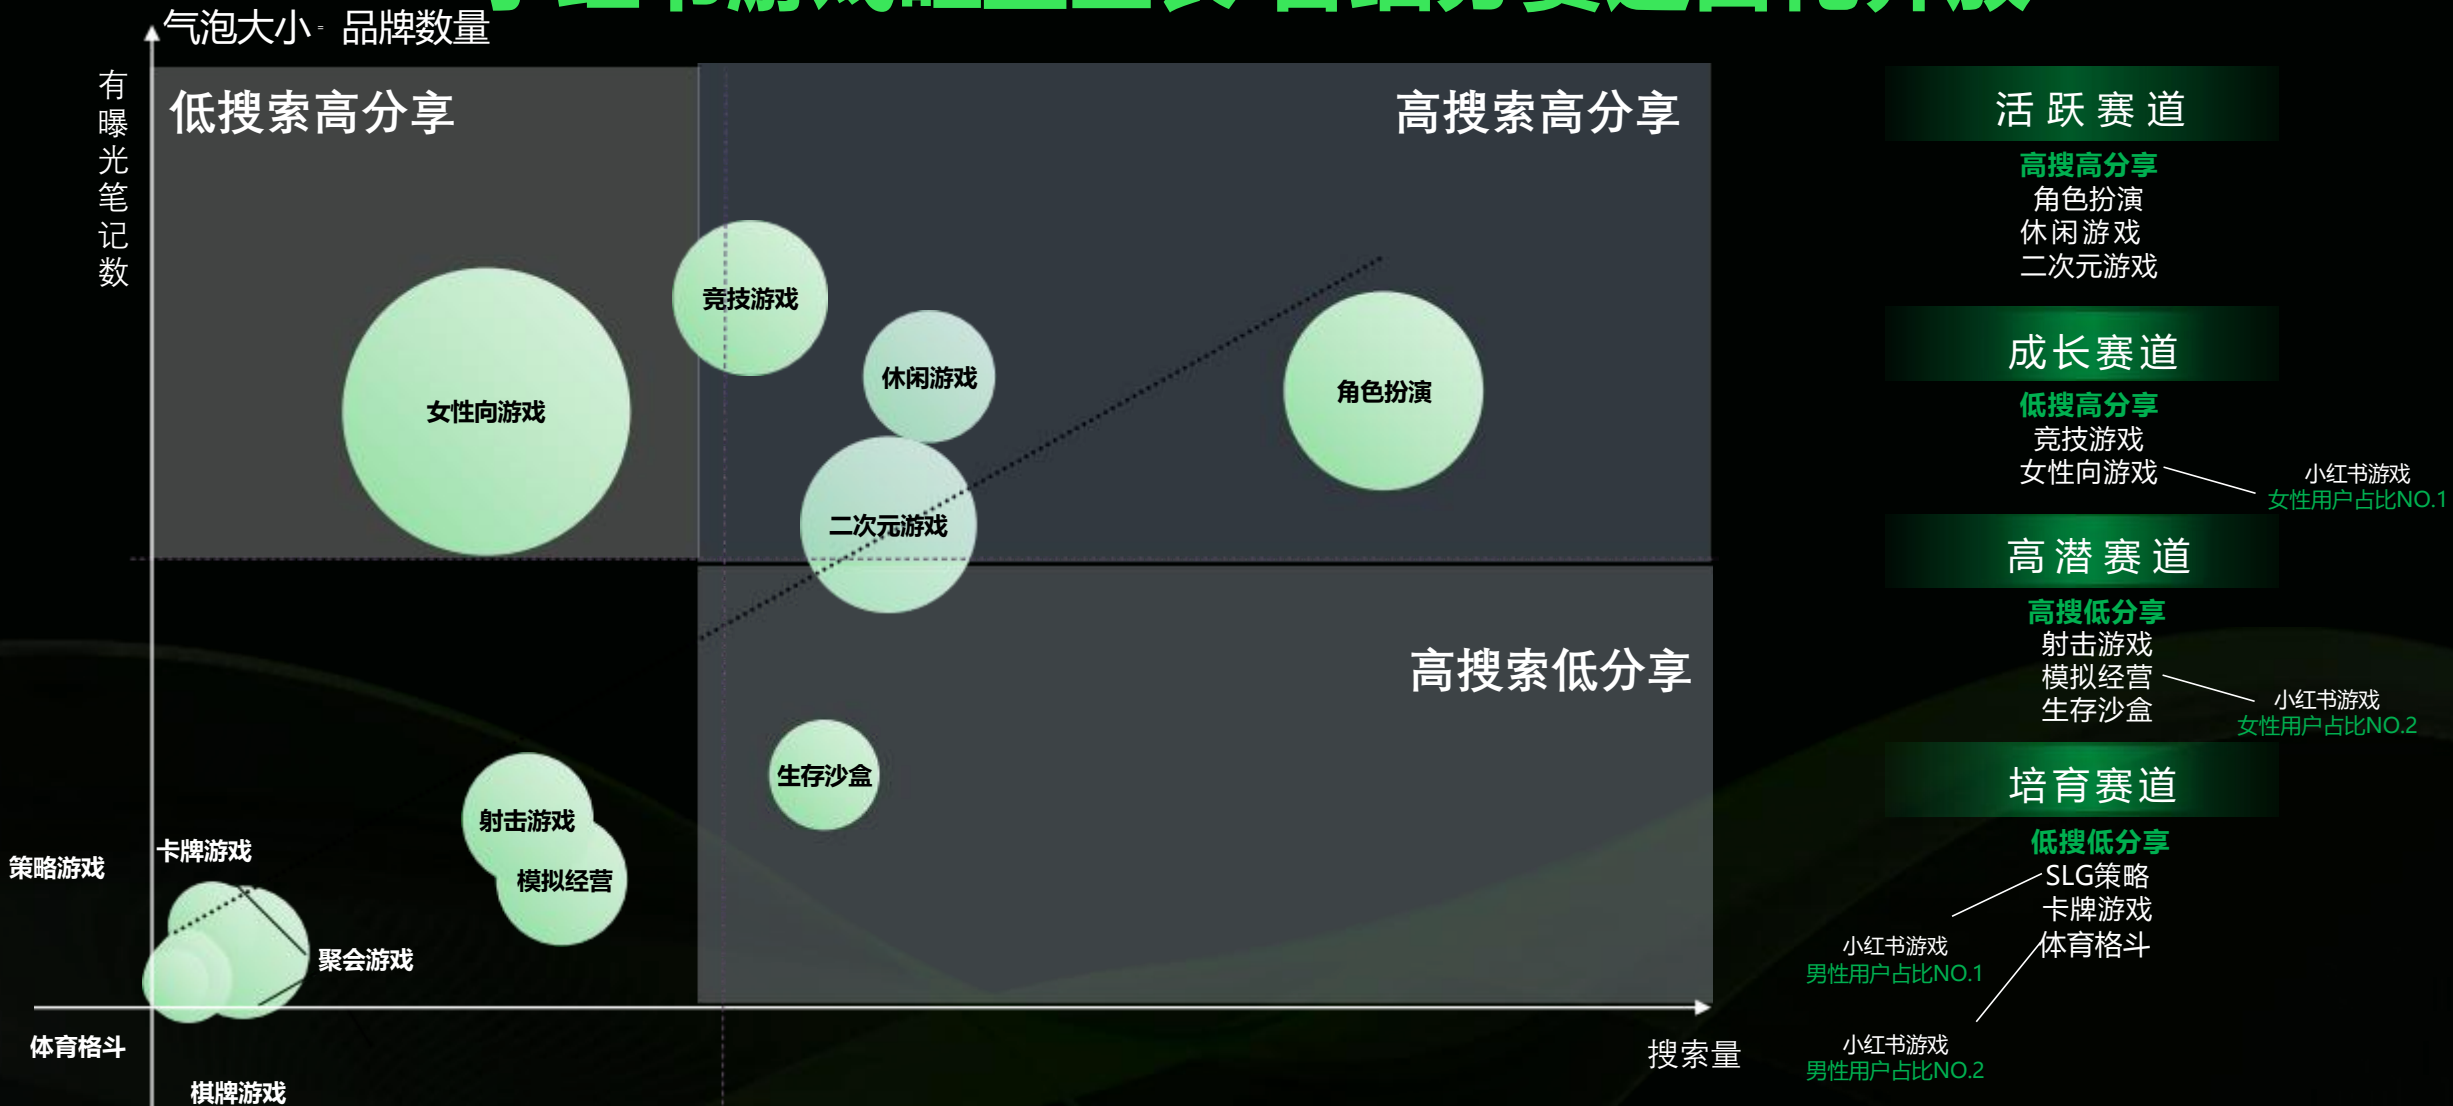 气泡大小= 品牌数量
有曝光笔记数
低搜索高分享
高搜索高分享
竞技游戏
休闲游戏
女性向游戏
角色扮演
二次元游戏
高搜索低分享
生存沙盒
射击游戏
模拟经营
卡牌游戏
策略游戏
聚会游戏
体育格斗
棋牌游戏
搜索量
活跃赛道
高搜高分享
角色扮演
休闲游戏
二次元游戏
成长赛道
低搜高分享
竞技游戏
女性向游戏
小红书游戏
女性用户占比NO.1
高潜赛道
高搜低分享
射击游戏
模拟经营
生存沙盒
小红书游戏
女性用户占比NO.2
培育赛道
低搜低分享
SLG策略
卡牌游戏
体育格斗
小红书游戏
男性用户占比NO.1
小红书游戏
男性用户占比NO.2